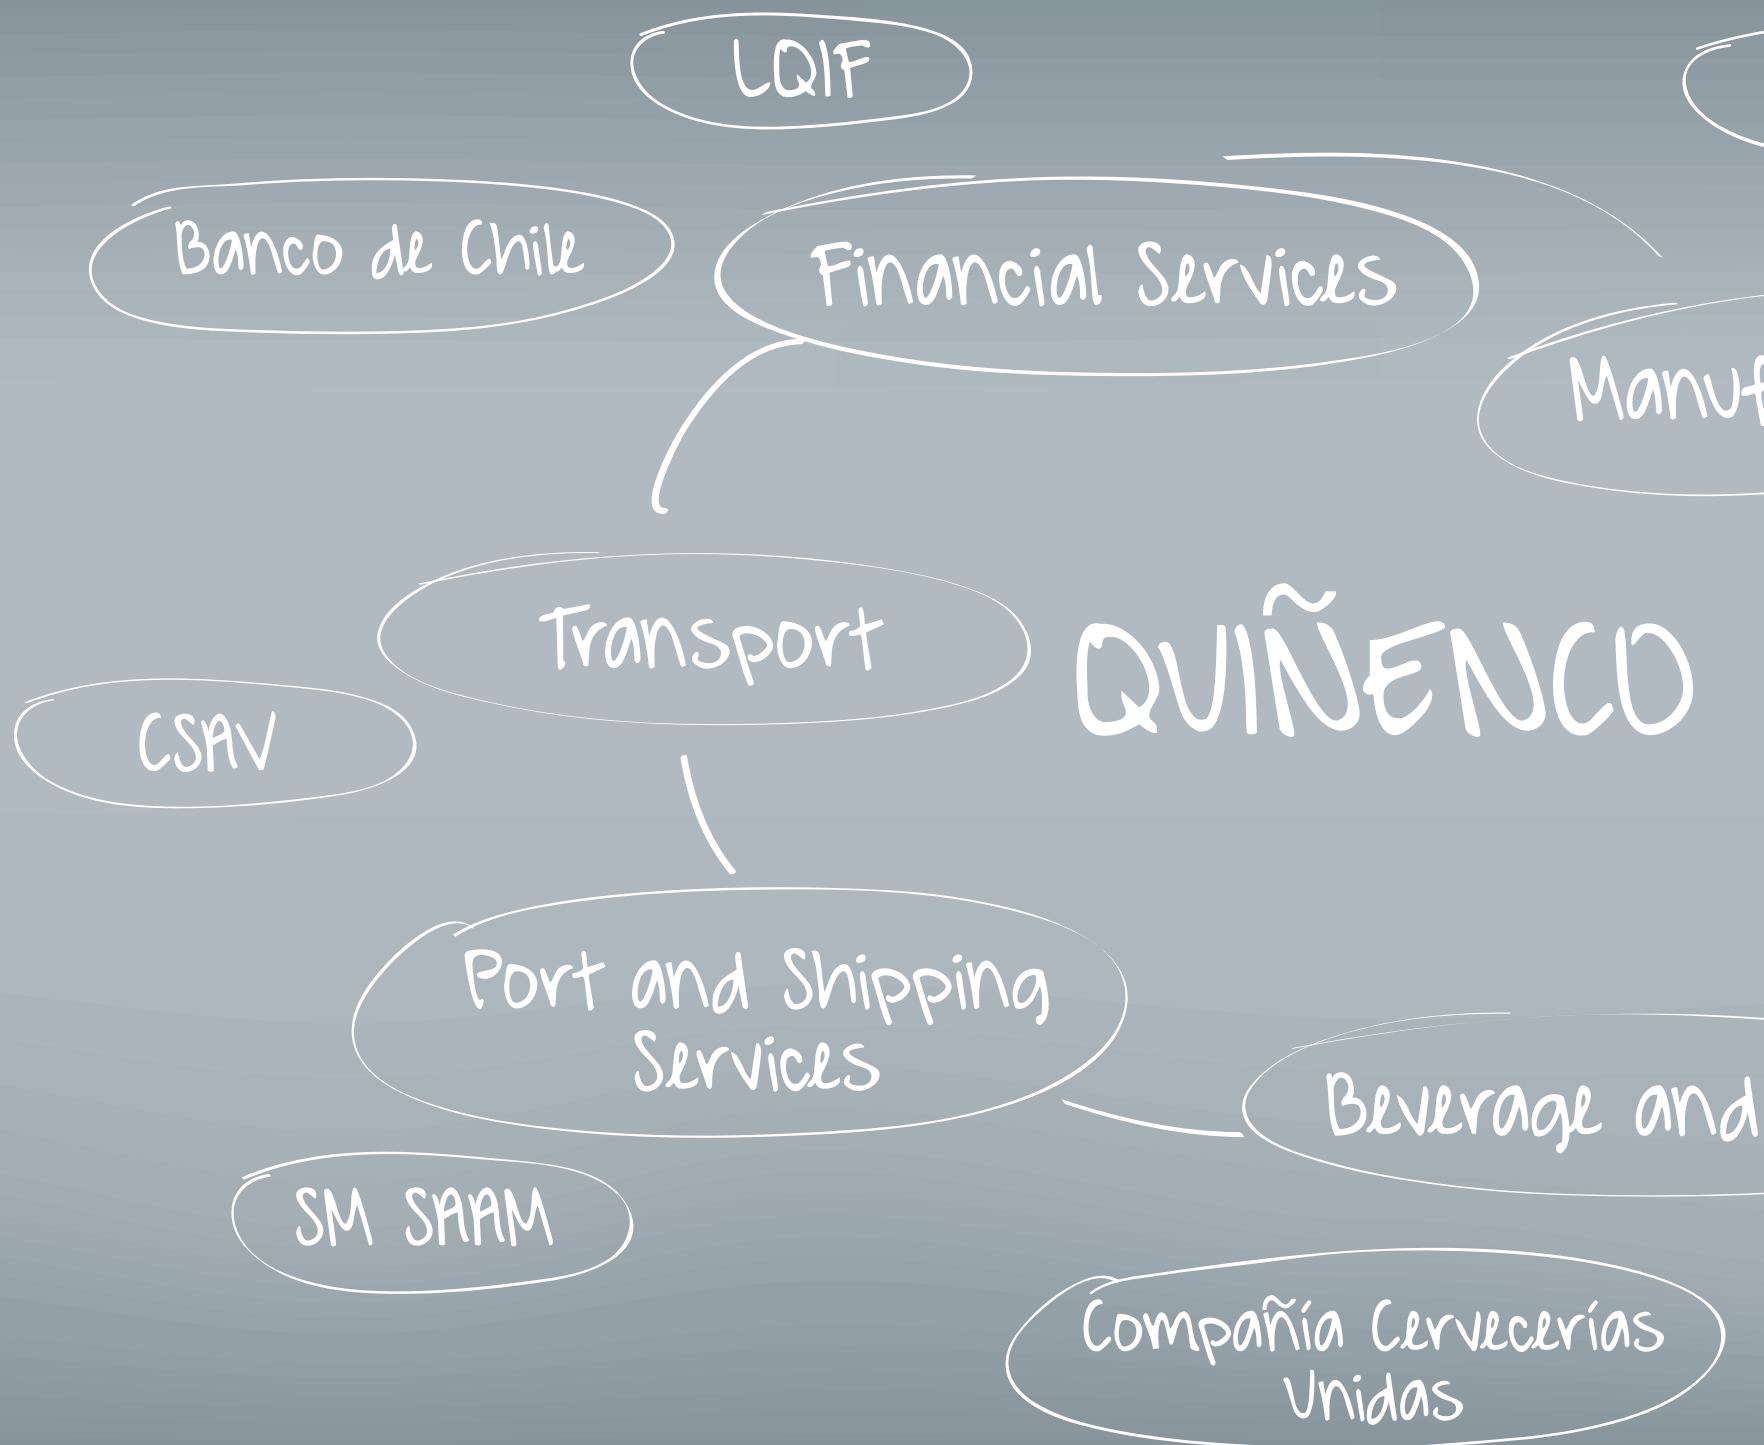 LQIF
Banco de Chile
Financial Services
Manuf
Transport
QUIÑENCO
CSAV
Port and Shipping
Services
Beverage and
SM SAAM
Compañía Cervecerías
Unidas